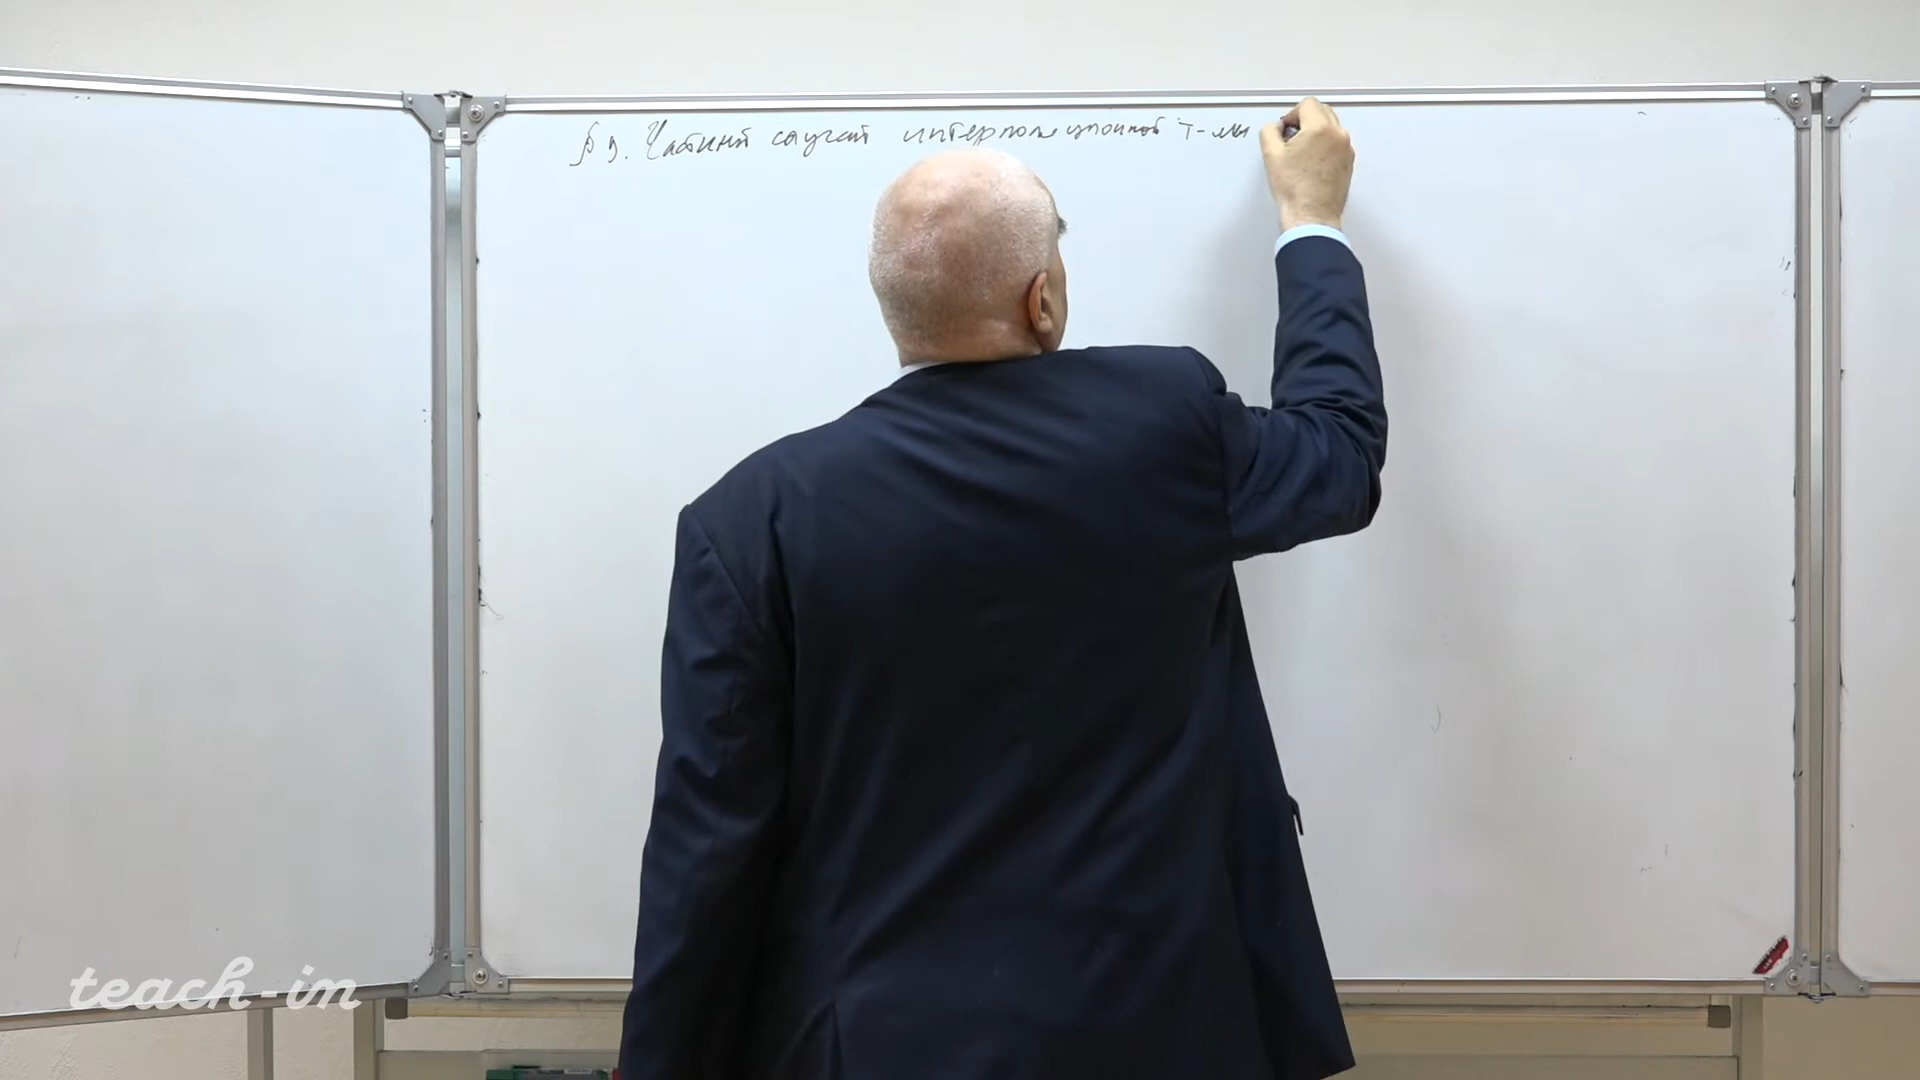 § 9. Частный случай интерполяционной т-мы
teach-in